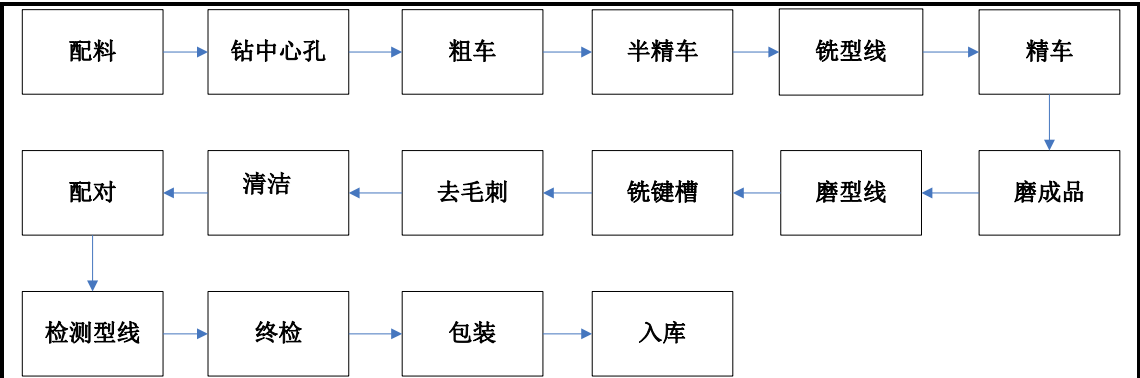 配料
钻中心孔
粗车
半精车
铣型线
精车
磨成品
磨型线
铣键槽
去毛刺
清洁
配对
检测型线
终检
包装
入库